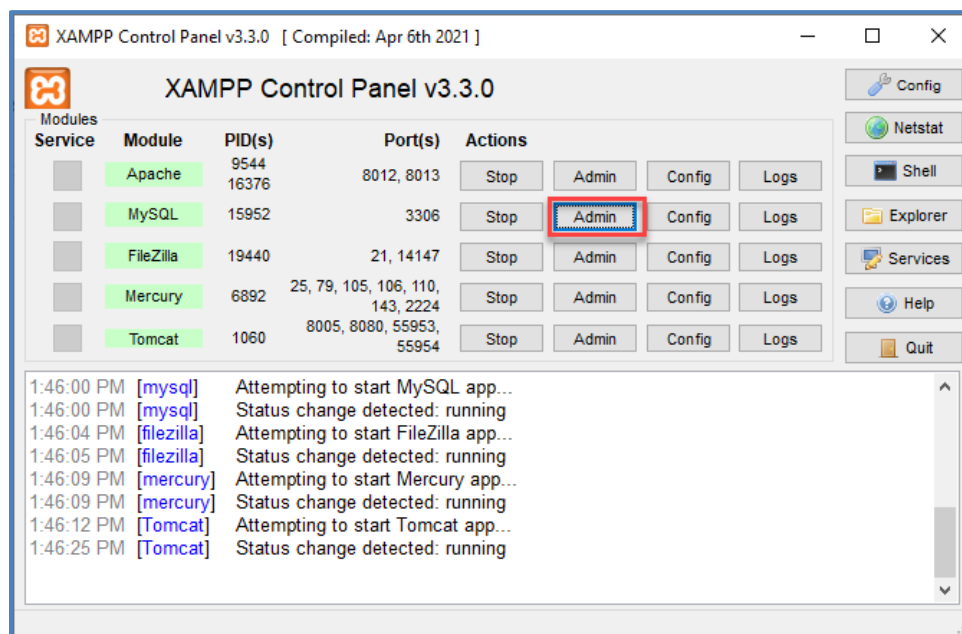 XAMPP Control Panel v3.3.0 [ Compiled: Apr 6th 2021 ]
XAMPP Control Panel v3.3.0
Config
Modules
Netstat
Service Module PID(s) Port(s) Actions
Apache 9544 16376 8012, 8013 Stop Admin Config Logs
Shell
MySQL 15952 3306 Stop Admin Config Logs
Explorer
FileZilla 19440 21, 14147 Stop Admin Config Logs
Services
Mercury 6892 25, 79, 105, 106, 110, 143, 2224 Stop Admin Config Logs
Help
Tomcat 1060 8005, 8080, 55953, 55954 Stop Admin Config Logs
Quit
1:46:00 PM [mysql] Attempting to start MySQL app...
1:46:00 PM [mysql] Status change detected: running
1:46:04 PM [filezilla] Attempting to start FileZilla app...
1:46:05 PM [filezilla] Status change detected: running
1:46:09 PM [mercury] Attempting to start Mercury app...
1:46:09 PM [mercury] Status change detected: running
1:46:12 PM [Tomcat] Attempting to start Tomcat app...
1:46:25 PM [Tomcat] Status change detected: running